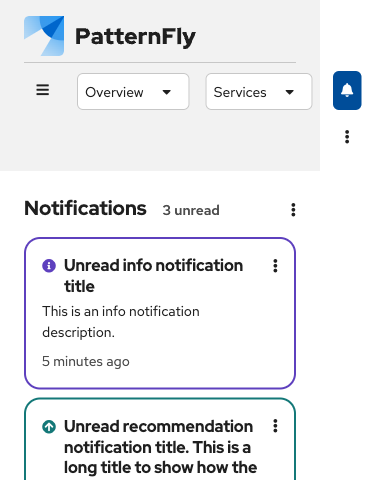 PatternFly
Overview
Services
Notifications
3 unread
Unread info notification
title
This is an info notification
description.
5 minutes ago
Unread recommendation
notification title. This is a
long title to show how the